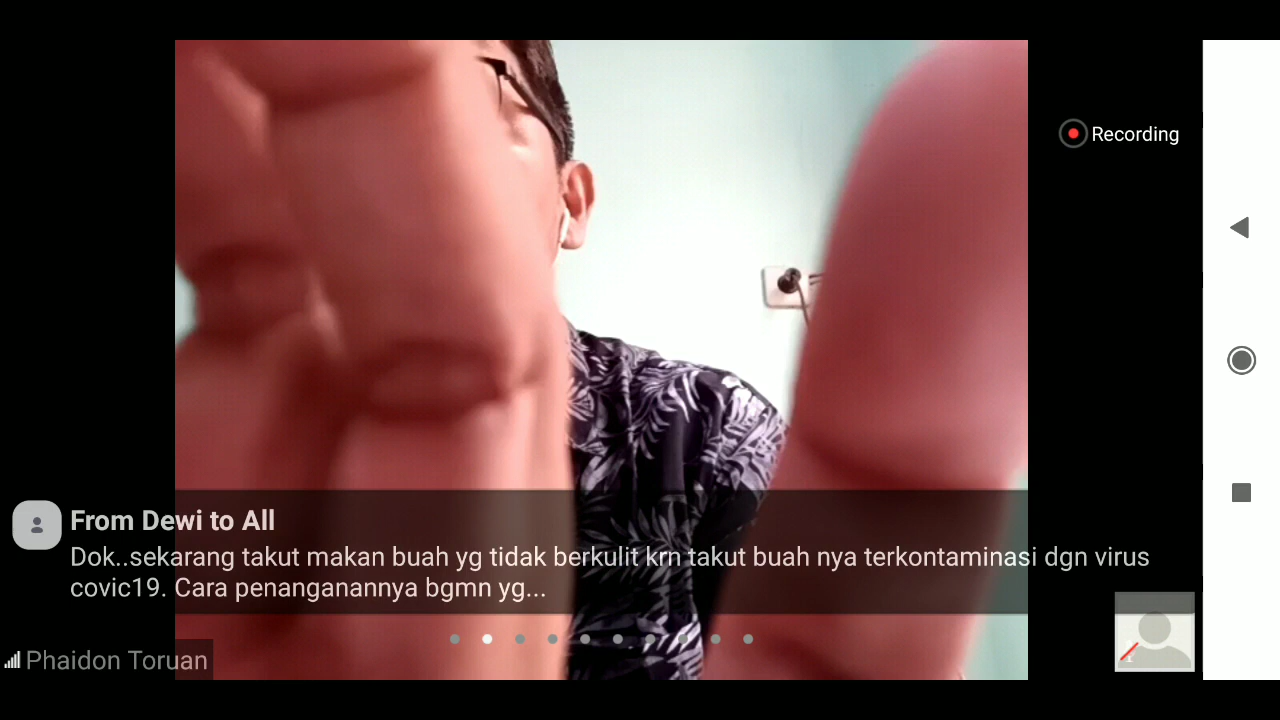 Recording
From Dewi to All
Dok..sekarang takut makan buah yg tidak berkulit krn takut buah nya terkontaminasi dgn virus
covic19. Cara penanganannya bgmn yg...
Phaidon Toruan